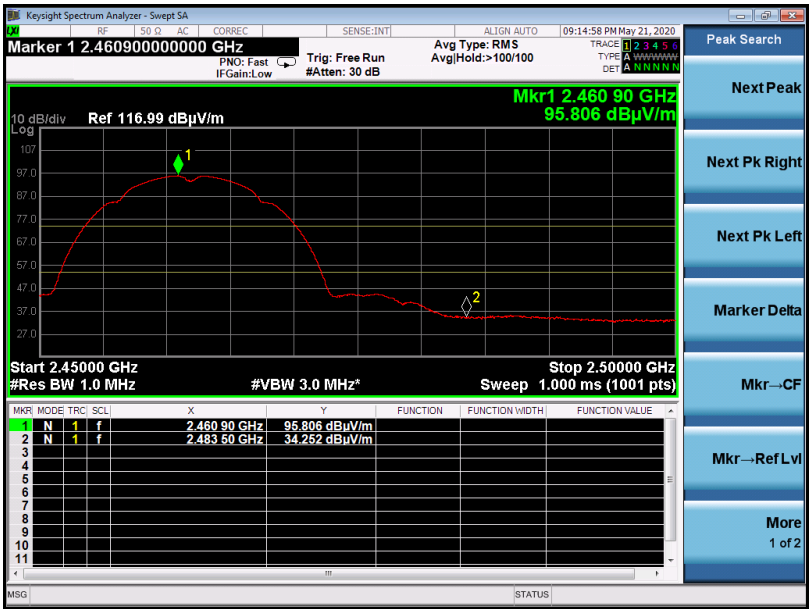 Keysight Spectrum Analyzer - Swept SA
LXI RF 50 Ω AC CORREC SENSE:INT ALIGN AUTO 09:14:58 PM May 21, 2020
Marker 1 2.460900000000 GHz
PNO: Fast
IFGain:Low
Trig: Free Run
#Atten: 30 dB
Avg Type: RMS
Avg|Hold:>100/100
TRACE 1 2 3 4 5 6
TYPE A WWWWW
DET A N N N N N
Mkr1 2.460 90 GHz
95.806 dBµV/m
10 dB/div Ref 116.99 dBµV/m
Log
107
97.0
87.0
77.0
67.0
57.0
47.0
37.0
27.0
1
2
Start 2.45000 GHz Stop 2.50000 GHz
#Res BW 1.0 MHz #VBW 3.0 MHz* Sweep 1.000 ms (1001 pts)
MKR MODE TRC SCL X Y FUNCTION FUNCTION WIDTH FUNCTION VALUE
1 N 1 f 2.460 90 GHz 95.806 dBµV/m
2 N 1 f 2.483 50 GHz 34.252 dBµV/m
3
4
5
6
7
8
9
10
11
MSG STATUS
Peak Search
Next Peak
Next Pk Right
Next Pk Left
Marker Delta
Mkr→CF
Mkr→Ref Lvl
More
1 of 2